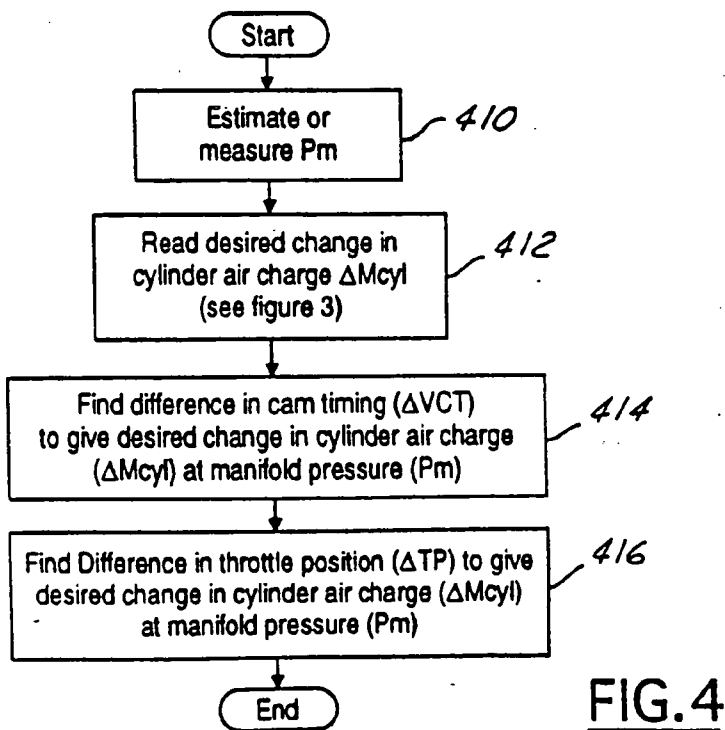 Start
Estimate or
measure Pm
410
Read desired change in
cylinder air charge ΔMcyl
(see figure 3)
412
Find difference in cam timing (ΔVCT)
to give desired change in cylinder air charge
(ΔMcyl) at manifold pressure (Pm)
414
Find Difference in throttle position (ΔTP) to give
desired change in cylinder air charge (ΔMcyl)
at manifold pressure (Pm)
416
End
FIG.4